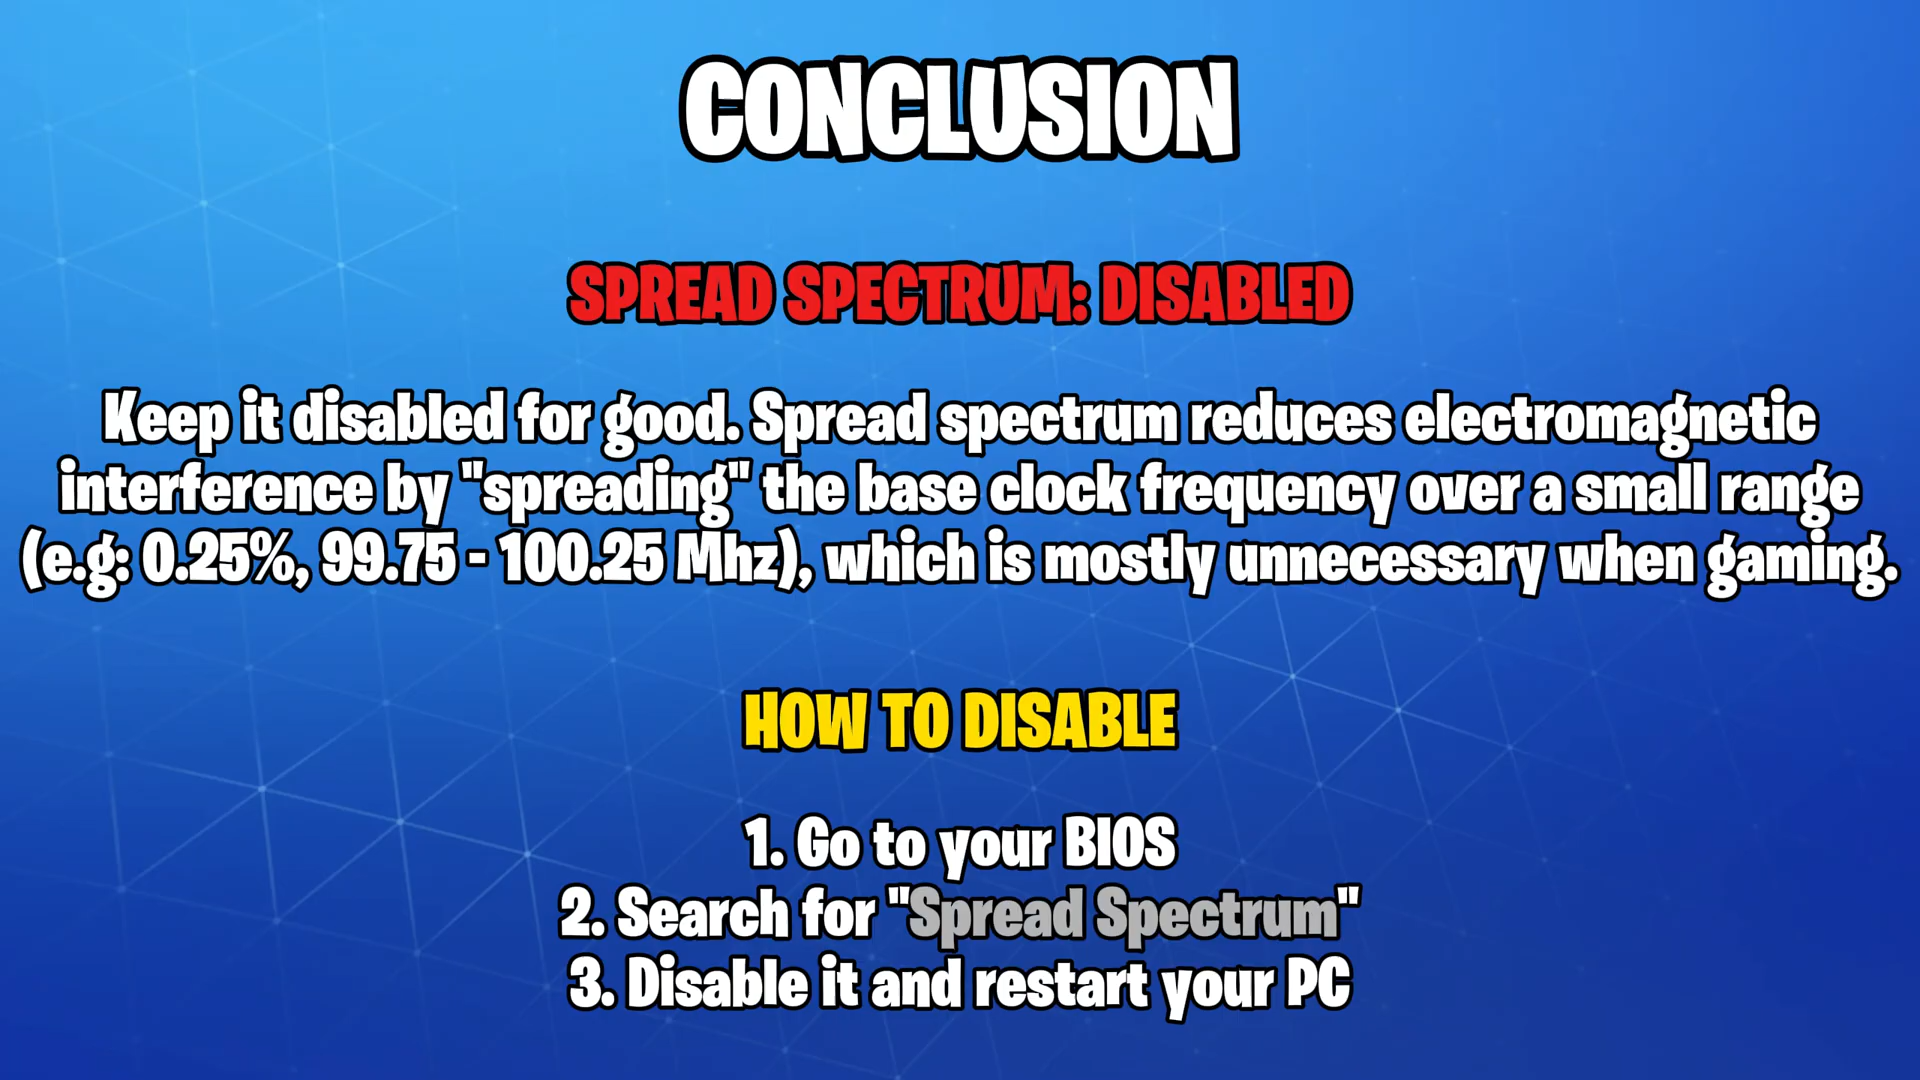 CONCLUSION
SPREAD SPECTRUM: DISABLED
Keep it disabled for good. Spread spectrum reduces electromagnetic
interference by "spreading" the base clock frequency over a small range
(e.g: 0.25%, 99.75 - 100.25 Mhz), which is mostly unnecessary when gaming.
HOW TO DISABLE
1. Go to your BIOS
2. Search for "Spread Spectrum"
3. Disable it and restart your PC